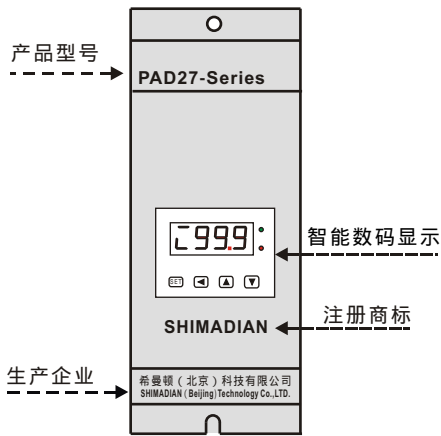 产品型号
PAD27-Series
智能数码显示
SET
SHIMADIAN
注册商标
生产企业
希曼顿（北京）科技有限公司
SHIMADIAN（Beijing）Technology Co.,LTD.